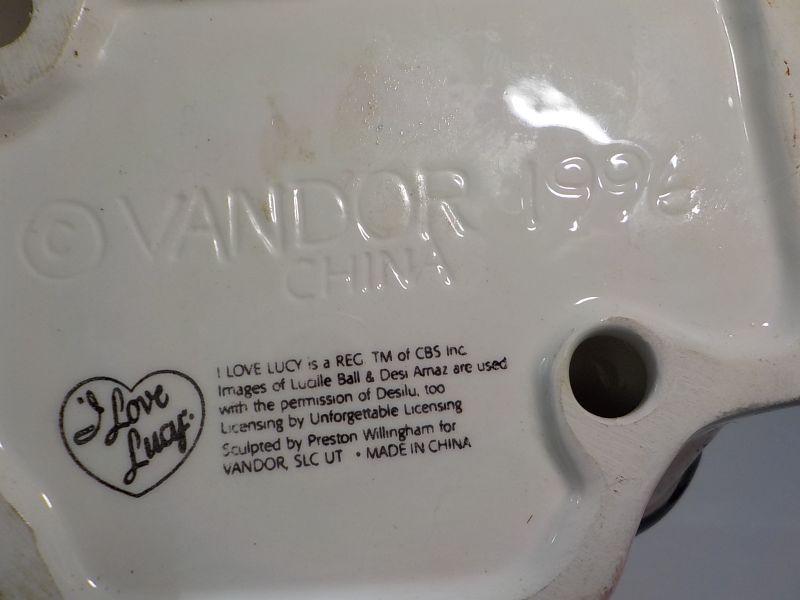 © VANDOR 1996
CHINA
I Love
Lucy.
I LOVE LUCY is a REG TM of CBS Inc
Images of Lucille Ball & Desi Arnaz are used
with the permission of Desilu, too
Licensing by Unforgettable Licensing
Sculpted by Preston Willingham for
VANDOR, SLC UT • MADE IN CHINA